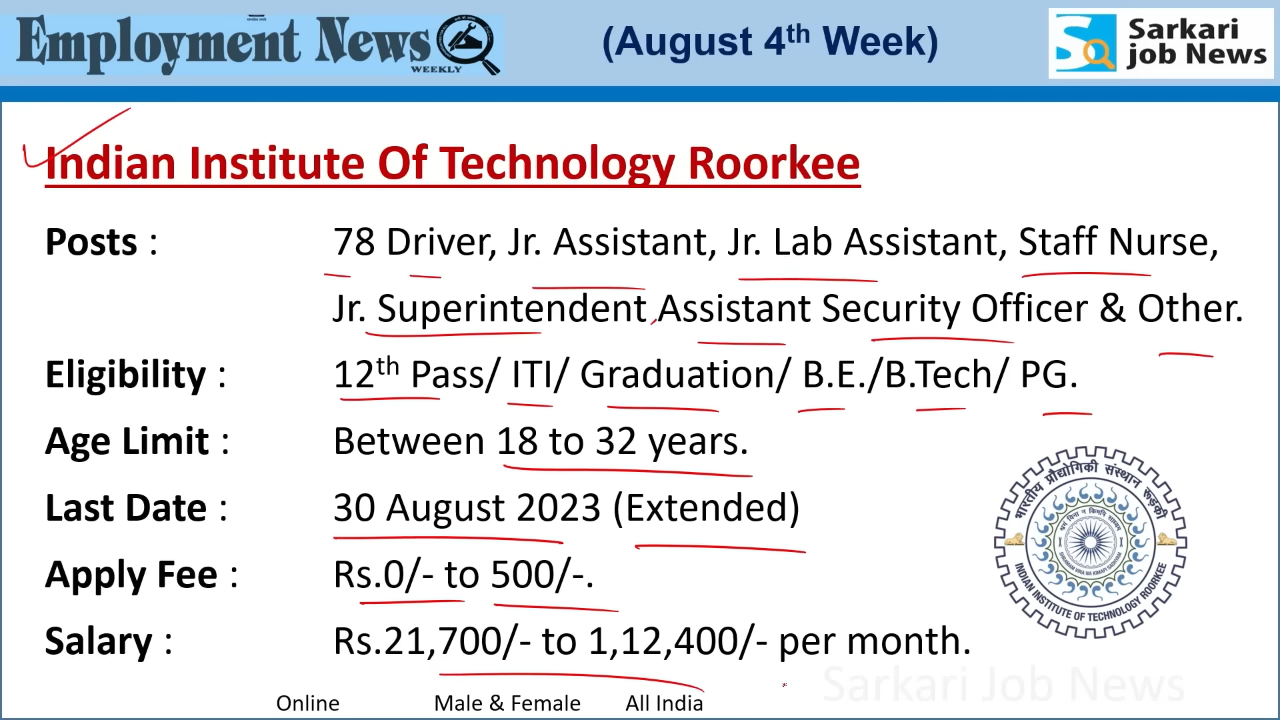 Employment News
WEEKLY
(August 4th Week)
Sarkari
Job News
Indian Institute Of Technology Roorkee
Posts : 78 Driver, Jr. Assistant, Jr. Lab Assistant, Staff Nurse,
Jr. Superintendent Assistant Security Officer & Other.
Eligibility : 12th Pass/ ITI/ Graduation/ B.E./B.Tech/ PG.
Age Limit : Between 18 to 32 years.
Last Date : 30 August 2023 (Extended)
Apply Fee : Rs.0/- to 500/-.
Salary : Rs.21,700/- to 1,12,400/- per month.
भारतीय प्रौद्योगिकी संस्थान रूड़की
INDIAN INSTITUTE OF TECHNOLOGY ROORKEE
Sarkari Job News
Online Male & Female All India